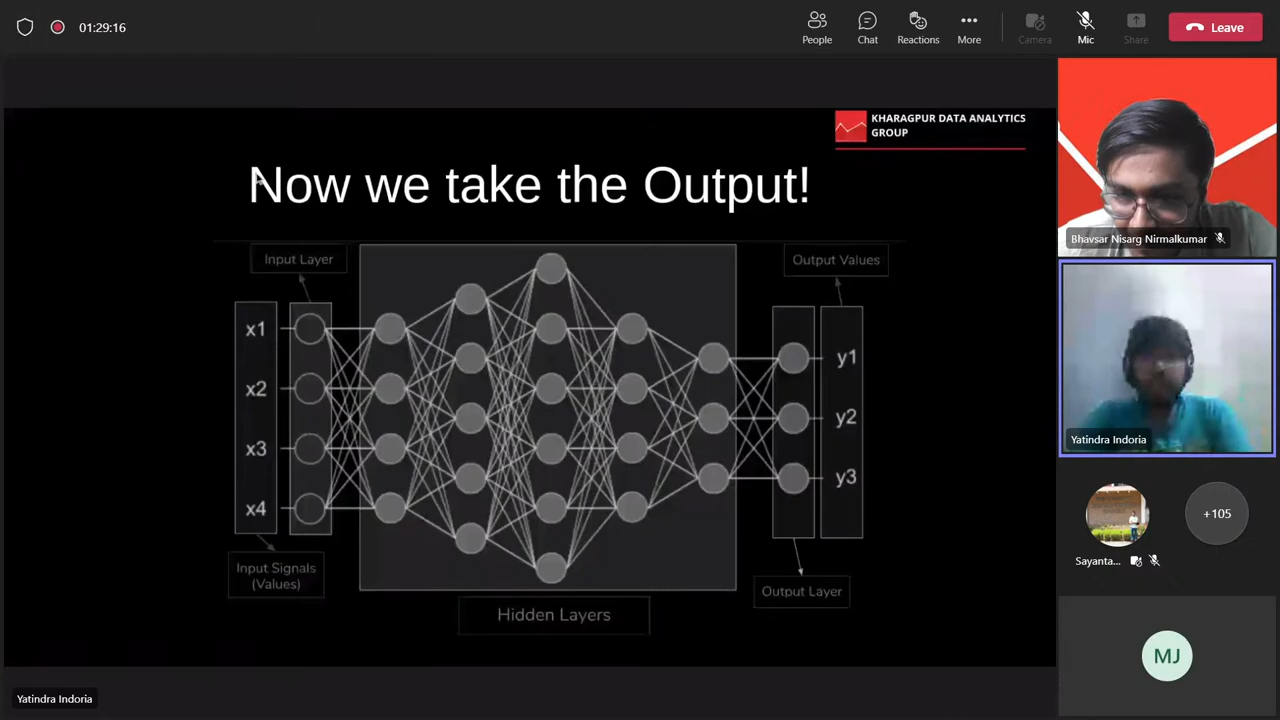 01:29:16
People
Chat
Reactions
More
Camera
Mic
Share
Leave
KHARAGPUR DATA ANALYTICS
GROUP
Now we take the Output!
Input Layer
Output Values
x1
x2
x3
x4
y1
y2
y3
Input Signals
(Values)
Hidden Layers
Output Layer
Bhavsar Nisarg Nirmalkumar
Yatindra Indoria
Sayanta...
+105
MJ
Yatindra Indoria